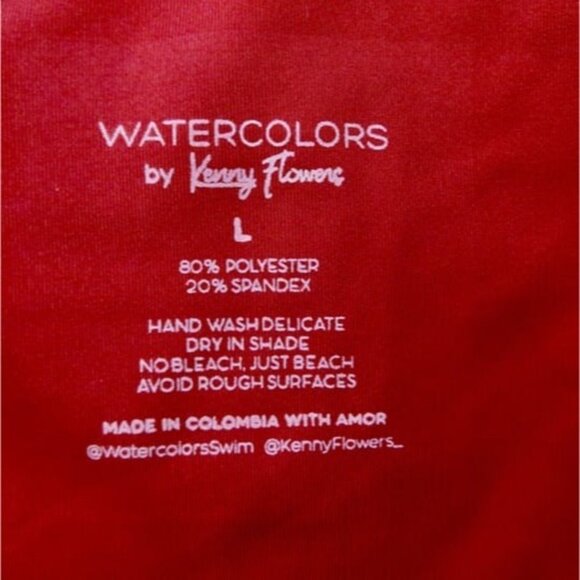 WATERCOLORS
by Kenny Flowers
L
80% POLYESTER
20% SPANDEX
HAND WASH DELICATE
DRY IN SHADE
NO BLEACH, JUST BEACH
AVOID ROUGH SURFACES
MADE IN COLOMBIA WITH AMOR
@WatercolorsSwim @KennyFlowers_